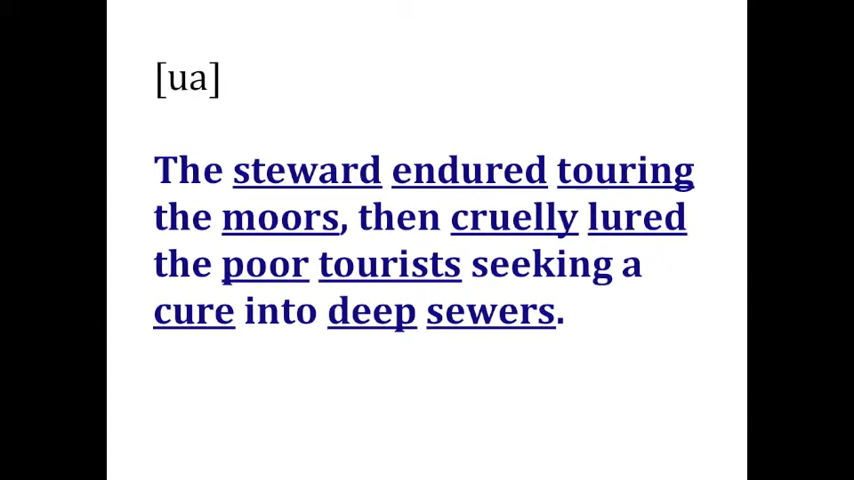 [ua]
The steward endured touring
the moors, then cruelly lured
the poor tourists seeking a
cure into deep sewers.